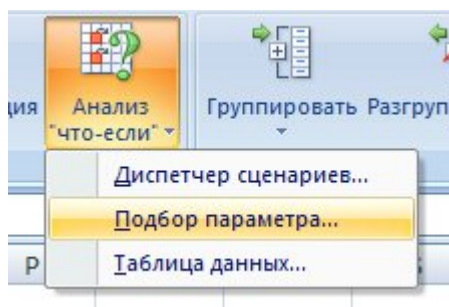 ция Анализ Группировать Разгруп
"что-если"
Диспетчер сценариев...
Подбор параметра...
Таблица данных...
P